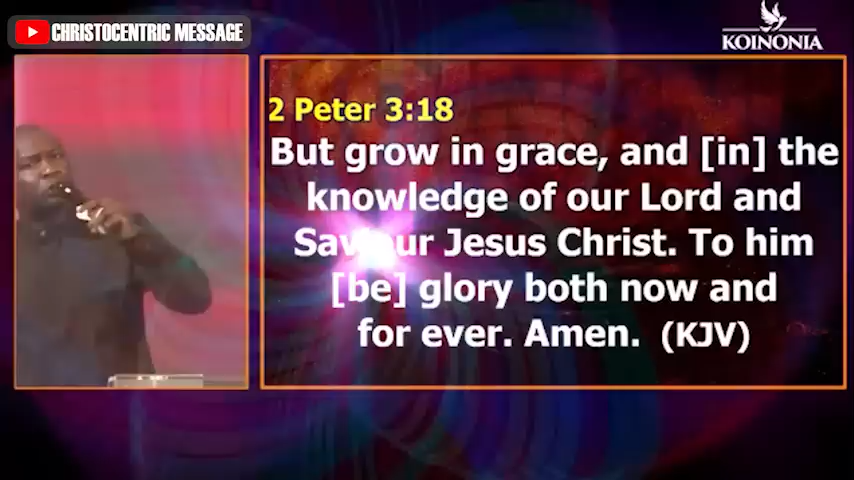 CHRISTOCENTRIC MESSAGE
KOINONIA
2 Peter 3:18
But grow in grace, and [in] the
knowledge of our Lord and
Saviour Jesus Christ. To him
[be] glory both now and
for ever. Amen. (KJV)